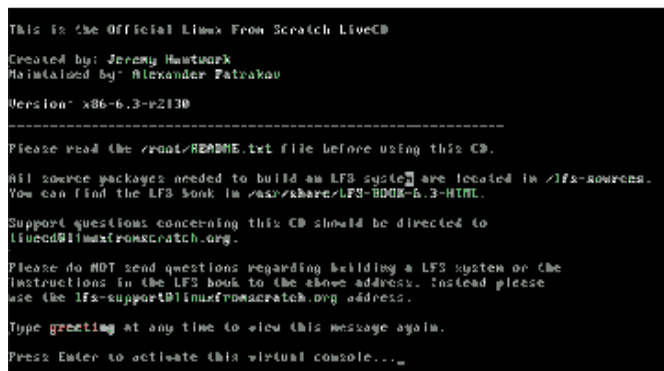 This is the Official Linux From Scratch LiveCD
Created by: Jeremy Huntwork
Maintained by: Alexander Patrakov
Version: x86-6.3-r2130
Please read the /root/README.txt file before using this CD.
All source packages needed to build an LFS system are located in /lfs-sources.
You can find the LFS book in /usr/share/LFS-BOOK-6.3-HTML.
Support questions concerning this CD should be directed to
livecd@linuxfromscratch.org.
Please do NOT send questions regarding building a LFS system or the
instructions in the LFS book to the above address. Instead please
use the lfs-support@linuxfromscratch.org address.
Type greeting at any time to view this message again.
Press Enter to activate this virtual console..._